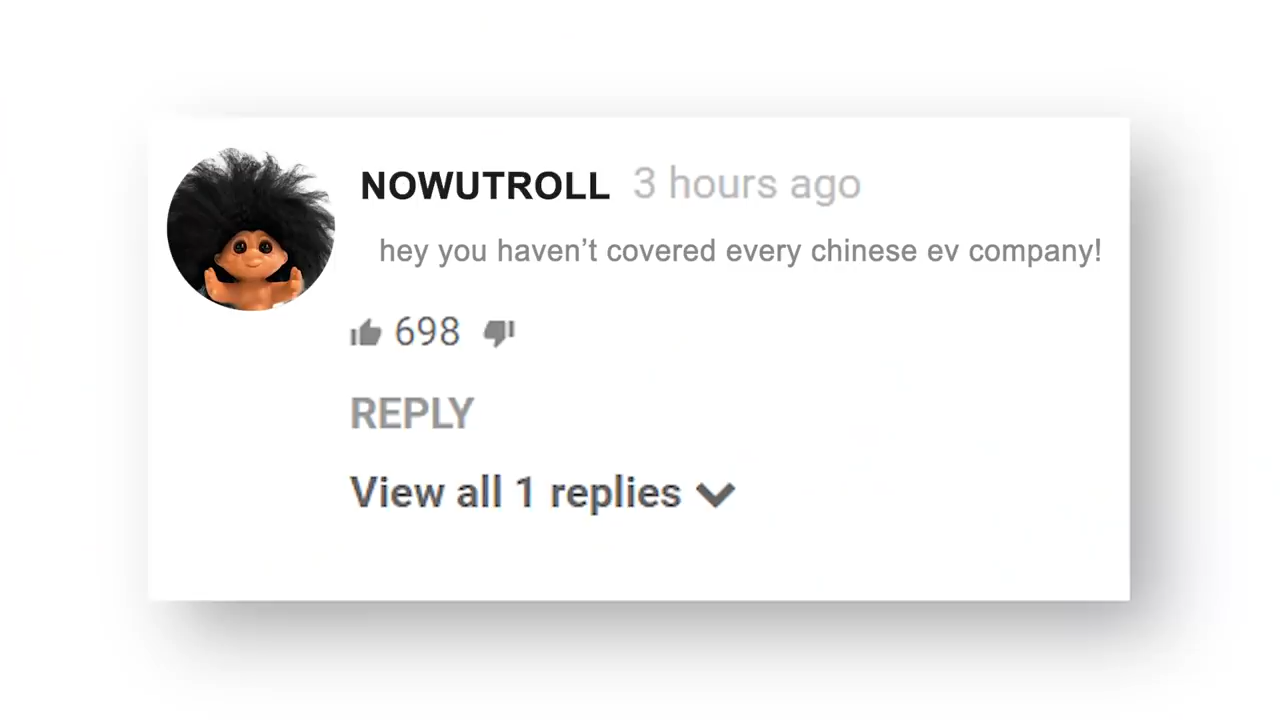 NOWUTROLL 3 hours ago
hey you haven’t covered every chinese ev company!
698
REPLY
View all 1 replies